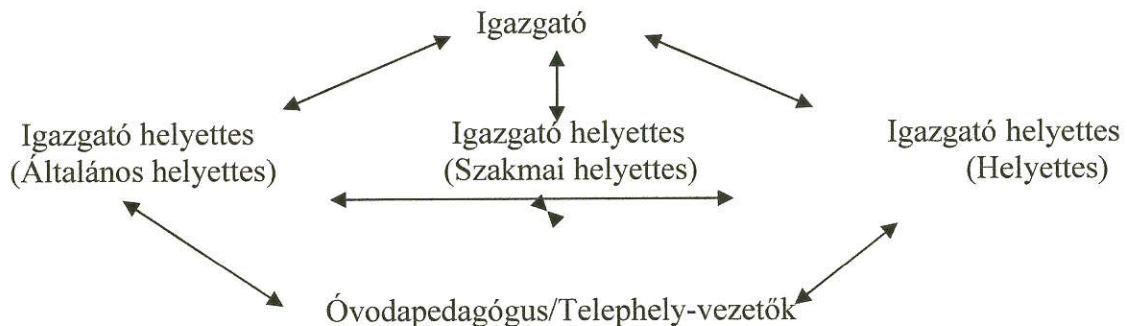 Igazgató
Igazgató helyettes
(Általános helyettes)
Igazgató helyettes
(Szakmai helyettes)
Igazgató helyettes
(Helyettes)
Óvodapedagógus/Telephely-vezetők